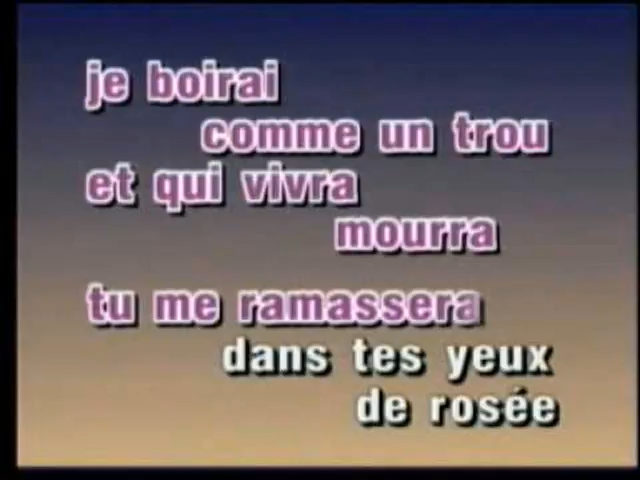 je boirai
comme un trou
et qui vivra
mourra
tu me ramassera
dans tes yeux
de rosée